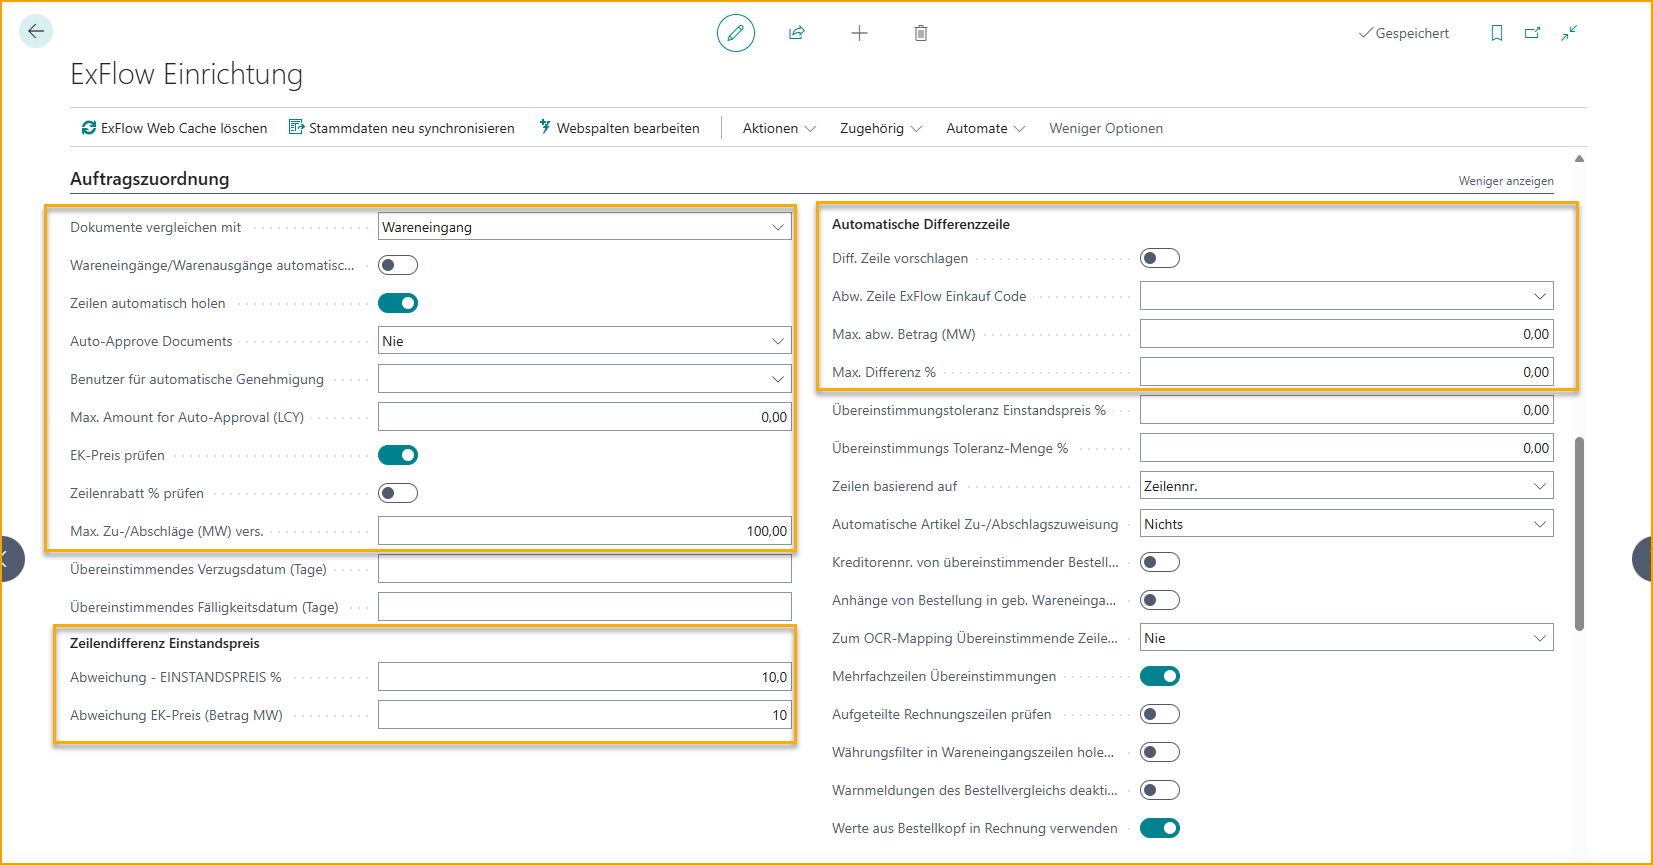 Gespeichert
ExFlow Einrichtung
ExFlow Web Cache löschen
Stammdaten neu synchronisieren
Webspalten bearbeiten
Aktionen
Zugehörig
Automate
Weniger Optionen
Auftragszuordnung
Weniger anzeigen
Dokumente vergleichen mit
Wareneingang
Wareneingänge/Warenausgänge automatisc...
Zeilen automatisch holen
Auto-Approve Documents
Nie
Benutzer für automatische Genehmigung
Max. Amount for Auto-Approval (LCY)
0,00
EK-Preis prüfen
Zeilenrabatt % prüfen
Max. Zu-/Abschläge (MW) vers.
100,00
Übereinstimmendes Verzugsdatum (Tage)
Übereinstimmendes Fälligkeitsdatum (Tage)
Zeilendifferenz Einstandspreis
Abweichung - EINSTANDSPREIS %
10,0
Abweichung EK-Preis (Betrag MW)
10
Automatische Differenzzeile
Diff. Zeile vorschlagen
Abw. Zeile ExFlow Einkauf Code
Max. abw. Betrag (MW)
0,00
Max. Differenz %
0,00
Übereinstimmungstoleranz Einstandspreis %
0,00
Übereinstimmungs Toleranz-Menge %
0,00
Zeilen basierend auf
Zeilennr.
Automatische Artikel Zu-/Abschlagszuweisung
Nichts
Kreditorennr. von übereinstimmender Bestell...
Anhänge von Bestellung in geb. Wareneinga...
Zum OCR-Mapping Übereinstimmende Zeile...
Nie
Mehrfachzeilen Übereinstimmungen
Aufgeteilte Rechnungszeilen prüfen
Währungsfilter in Wareneingangszeilen hole...
Warnmeldungen des Bestellvergleichs deakti...
Werte aus Bestellkopf in Rechnung verwenden